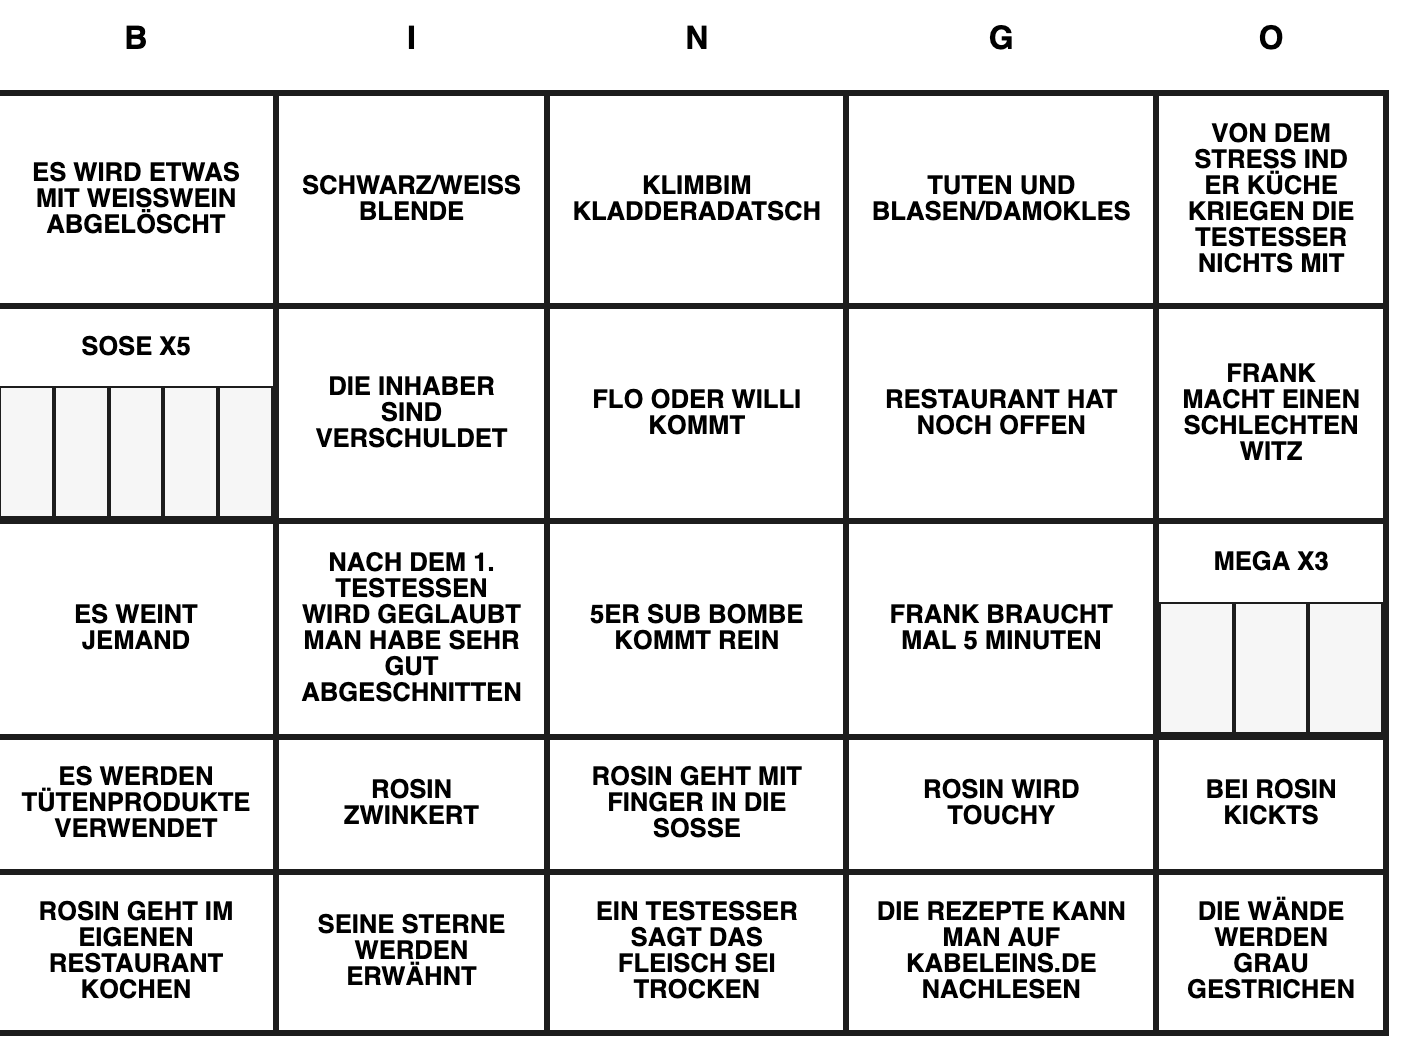 B I N G O
ES WIRD ETWAS
MIT WEISSWEIN
ABGELÖSCHT
SCHWARZ/WEISS
BLENDE
KLIMBIM
KLADDERADATSCH
TUTEN UND
BLASEN/DAMOKLES
VON DEM
STRESS IND
ER KÜCHE
KRIEGEN DIE
TESTESSER
NICHTS MIT
SOSE X5
DIE INHABER
SIND
VERSCHULDET
FLO ODER WILLI
KOMMT
RESTAURANT HAT
NOCH OFFEN
FRANK
MACHT EINEN
SCHLECHTEN
WITZ
ES WEINT
JEMAND
NACH DEM 1.
TESTESSEN
WIRD GEGLAUBT
MAN HABE SEHR
GUT
ABGESCHNITTEN
5ER SUB BOMBE
KOMMT REIN
FRANK BRAUCHT
MAL 5 MINUTEN
MEGA X3
ES WERDEN
TÜTENPRODUKTE
VERWENDET
ROSIN
ZWINKERT
ROSIN GEHT MIT
FINGER IN DIE
SOSSE
ROSIN WIRD
TOUCHY
BEI ROSIN
KICKTS
ROSIN GEHT IM
EIGENEN
RESTAURANT
KOCHEN
SEINE STERNE
WERDEN
ERWÄHNT
EIN TESTESSER
SAGT DAS
FLEISCH SEI
TROCKEN
DIE REZEPTE KANN
MAN AUF
KABELEINS.DE
NACHLESEN
DIE WÄNDE
WERDEN
GRAU
GESTRICHEN